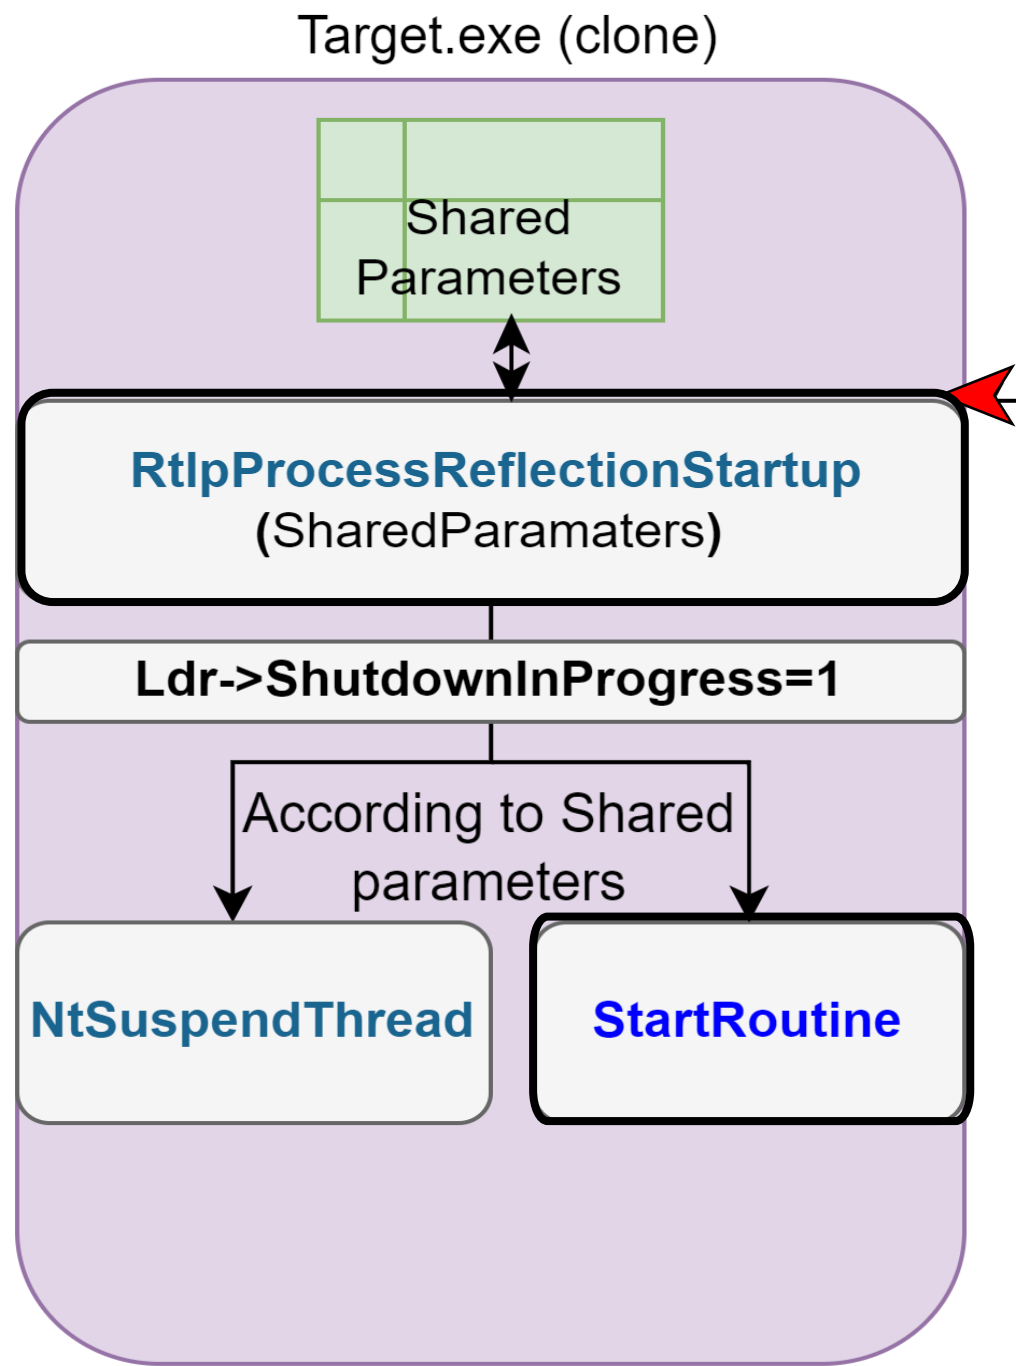 Target.exe (clone)
Shared
Parameters
RtlpProcessReflectionStartup
(SharedParamaters)
Ldr->ShutdownInProgress=1
According to Shared
parameters
NtSuspendThread
StartRoutine